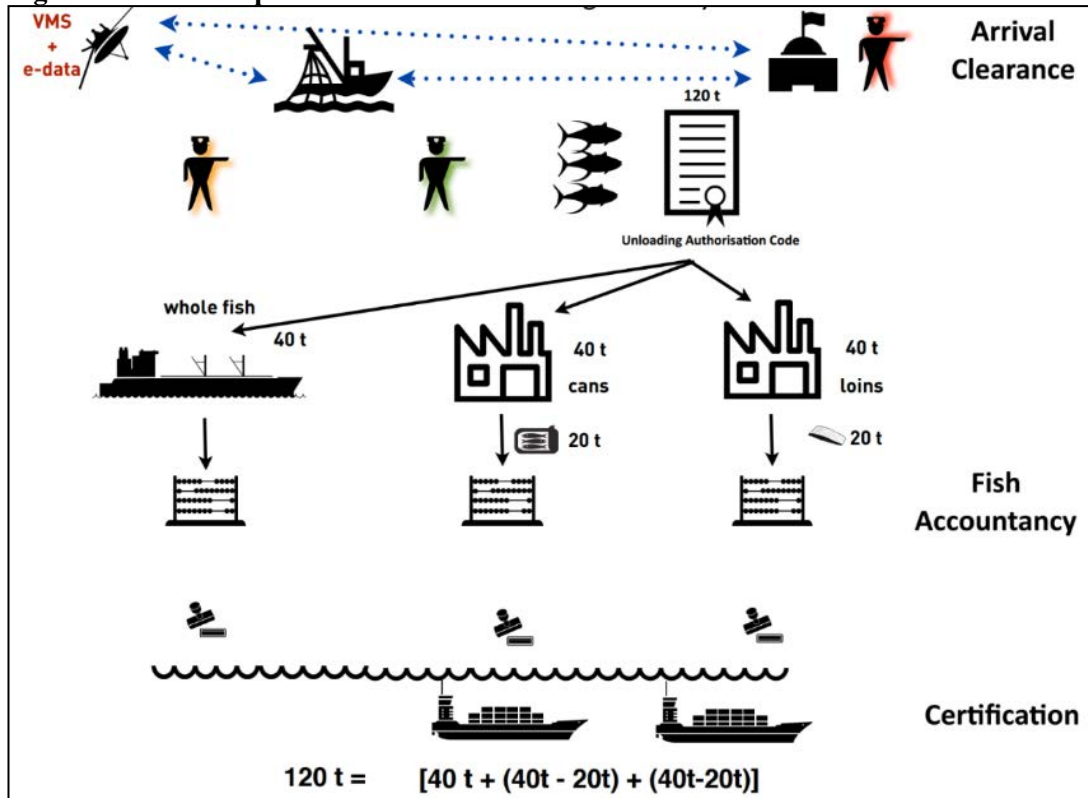 VMS
+
e-data
Arrival
Clearance
120 t
Unloading Authorisation Code
whole fish
40 t
40 t
cans
40 t
loins
20 t
20 t
Fish
Accountancy
Certification
120 t = [40 t + (40t - 20t) + (40t-20t)]